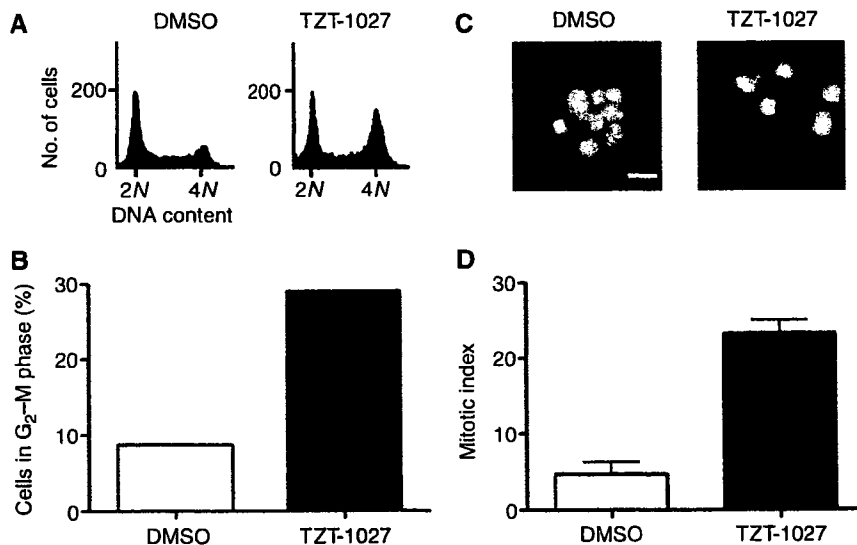 A
DMSO
TZT-1027
No. of cells
200
0
2N
4N
200
0
2N
4N
DNA content
C
DMSO
TZT-1027
B
Cells in G₂–M phase (%)
30
20
10
0
DMSO
TZT-1027
D
Mitotic index
30
20
10
0
DMSO
TZT-1027